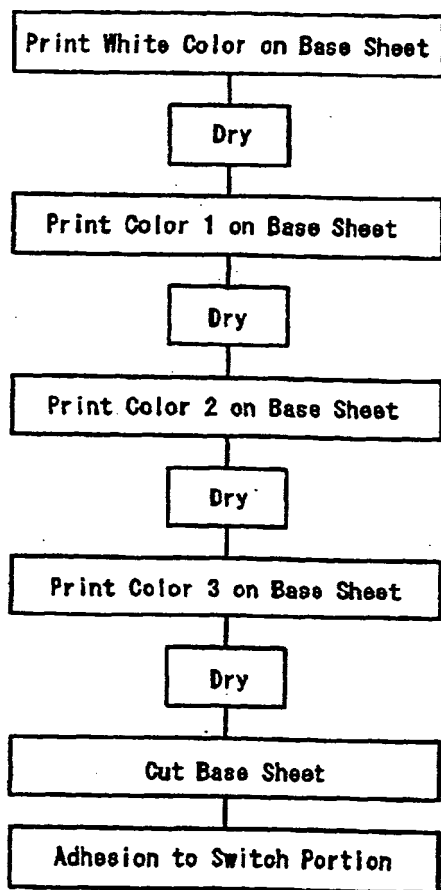 Print White Color on Base Sheet
Dry
Print Color 1 on Base Sheet
Dry
Print Color 2 on Base Sheet
Dry
Print Color 3 on Base Sheet
Dry
Cut Base Sheet
Adhesion to Switch Portion